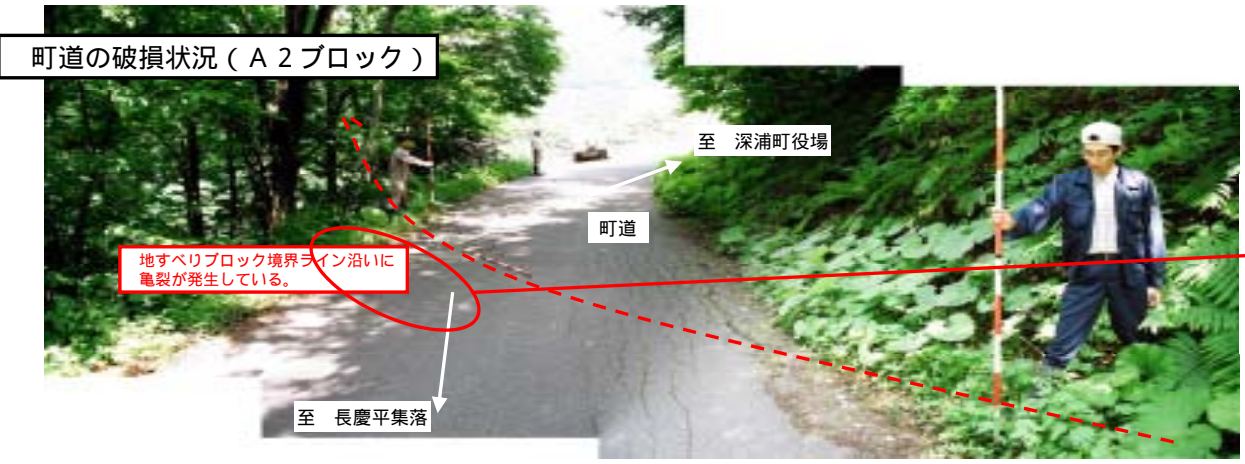 町道の破損状況（Ａ２ブロック）
至　深浦町役場
町道
地すべりブロック境界ライン沿いに
亀裂が発生している。
至　長慶平集落